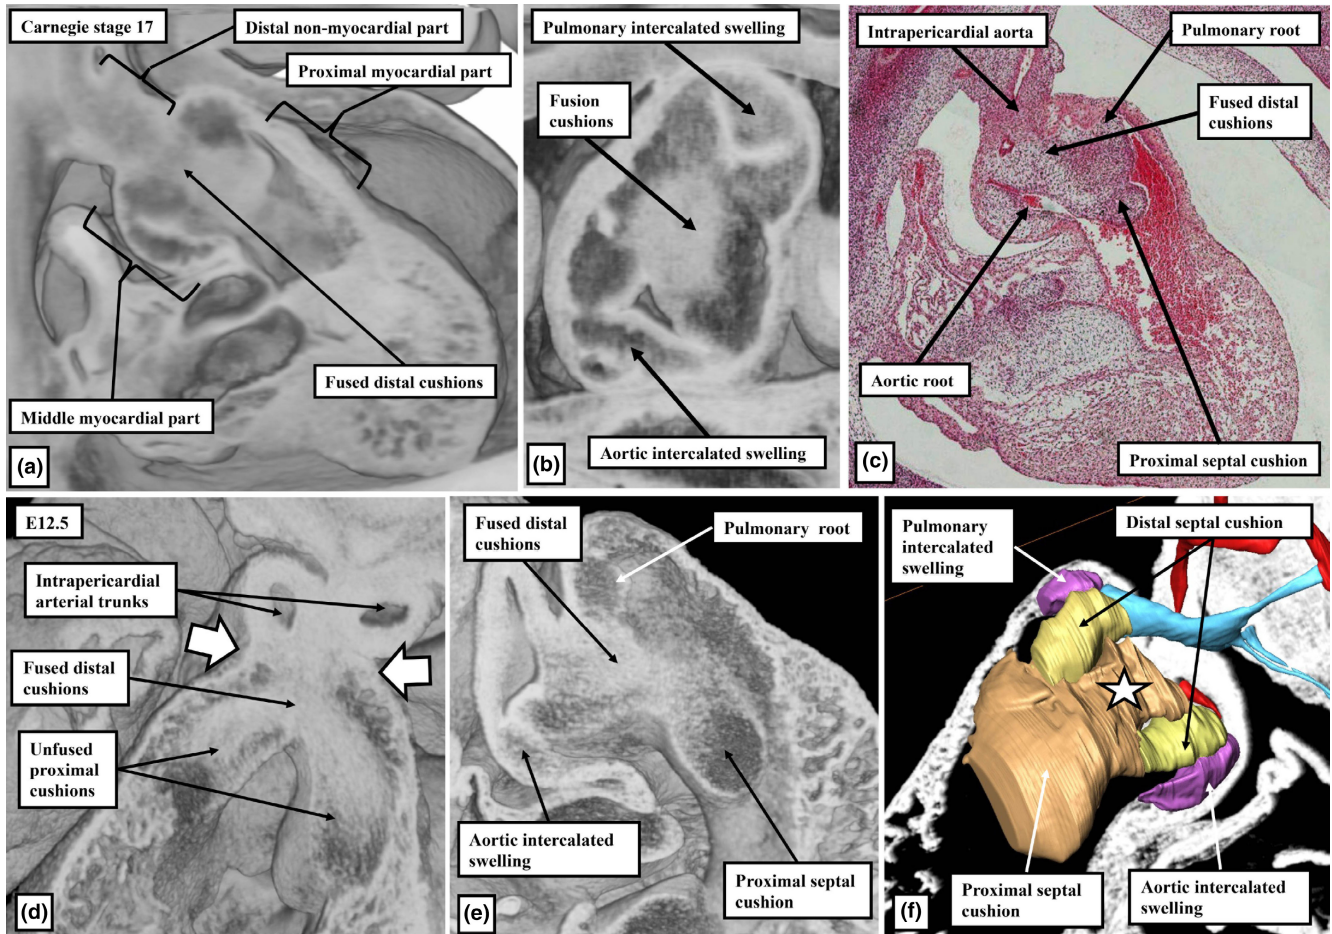 Carnegie stage 17
Distal non-myocardial part
Proximal myocardial part
Fused distal cushions
Middle myocardial part
(a)
Pulmonary intercalated swelling
Fusion
cushions
Aortic intercalated swelling
(b)
Intrapericardial aorta
Pulmonary root
Fused distal
cushions
Aortic root
Proximal septal cushion
(c)
E12.5
Intrapericardial
arterial trunks
Fused distal
cushions
Unfused
proximal
cushions
(d)
Fused distal
cushions
Pulmonary root
Aortic intercalated
swelling
Proximal septal
cushion
(e)
Pulmonary
intercalated
swelling
Distal septal cushion
Proximal septal
cushion
Aortic intercalated
swelling
(f)